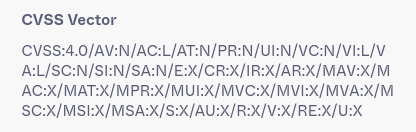 CVSS Vector
CVSS:4.0/AV:N/AC:L/AT:N/PR:N/UI:N/VC:N/VI:L/V
A:L/SC:N/SI:N/SA:N/E:X/CR:X/IR:X/AR:X/MAV:X/M
AC:X/MAT:X/MPR:X/MUI:X/MVC:X/MVI:X/MVA:X/M
SC:X/MSI:X/MSA:X/S:X/AU:X/R:X/V:X/RE:X/U:X